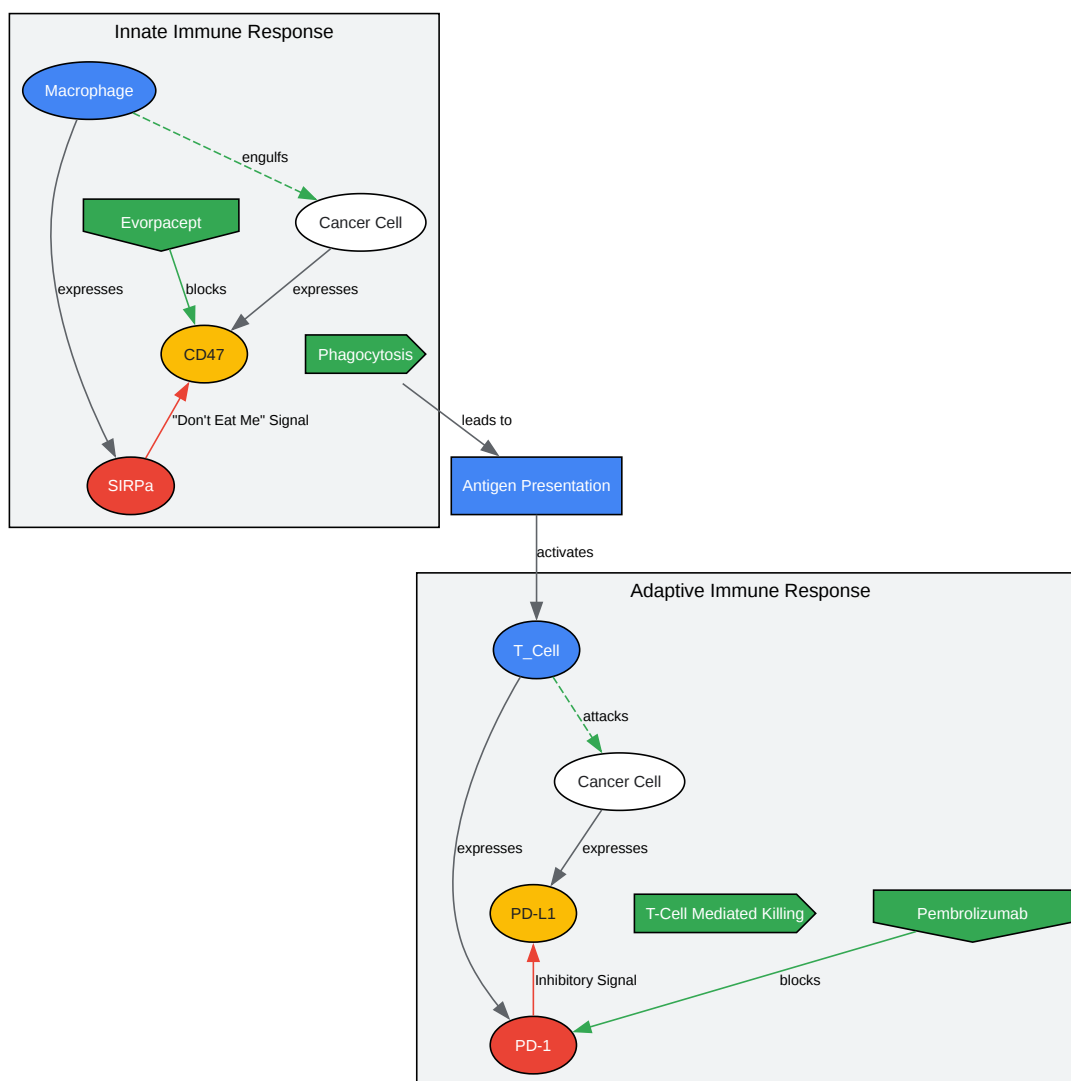 Innate Immune Response
Macrophage
engulfs
Evorpacept
Cancer Cell
expresses
blocks
expresses
CD47
Phagocytosis
"Don't Eat Me" Signal
leads to
SIRPa
Antigen Presentation
activates
Adaptive Immune Response
T_Cell
attacks
Cancer Cell
expresses
expresses
PD-L1
T-Cell Mediated Killing
Pembrolizumab
Inhibitory Signal
blocks
PD-1